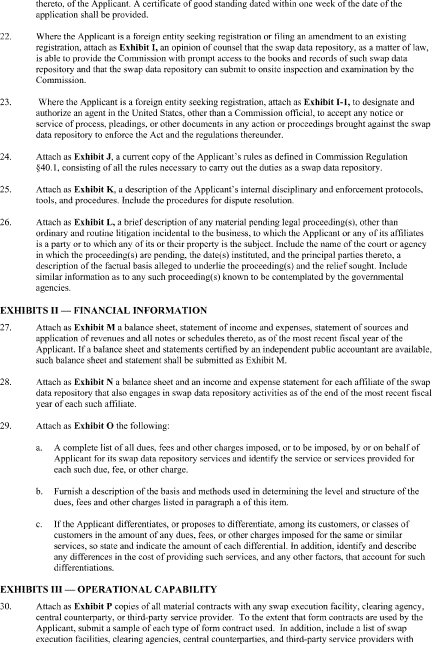 thereto, of the Applicant. A certificate of good standing dated within one week of the date of the
application shall be provided.
22. Where the Applicant is a foreign entity seeking registration or filing an amendment to an existing
registration, attach as Exhibit I, an opinion of counsel that the swap data repository, as a matter of law,
is able to provide the Commission with prompt access to the books and records of such swap data
repository and that the swap data repository can submit to onsite inspection and examination by the
Commission.
23. Where the Applicant is a foreign entity seeking registration, attach as Exhibit I-1, to designate and
authorize an agent in the United States, other than a Commission official, to accept any notice or
service of process, pleadings, or other documents in any action or proceedings brought against the swap
data repository to enforce the Act and the regulations thereunder.
24. Attach as Exhibit J, a current copy of the Applicant's rules as defined in Commission Regulation
§40.1, consisting of all the rules necessary to carry out the duties as a swap data repository.
25. Attach as Exhibit K, a description of the Applicant's internal disciplinary and enforcement protocols,
tools, and procedures. Include the procedures for dispute resolution.
26. Attach as Exhibit L, a brief description of any material pending legal proceeding(s), other than
ordinary and routine litigation incidental to the business, to which the Applicant or any of its affiliates
is a party or to which any of its or their property is the subject. Include the name of the court or agency
in which the proceeding(s) are pending, the date(s) instituted, and the principal parties thereto, a
description of the factual basis alleged to underlie the proceeding(s) and the relief sought. Include
similar information as to any such proceeding(s) known to be contemplated by the governmental
agencies.
EXHIBITS II — FINANCIAL INFORMATION
27. Attach as Exhibit M a balance sheet, statement of income and expenses, statement of sources and
application of revenues and all notes or schedules thereto, as of the most recent fiscal year of the
Applicant. If a balance sheet and statements certified by an independent public accountant are available,
such balance sheet and statement shall be submitted as Exhibit M.
28. Attach as Exhibit N a balance sheet and an income and expense statement for each affiliate of the swap
data repository that also engages in swap data repository activities as of the end of the most recent fiscal
year of each such affiliate.
29. Attach as Exhibit O the following:
a. A complete list of all dues, fees and other charges imposed, or to be imposed, by or on behalf of
Applicant for its swap data repository services and identify the service or services provided for
each such due, fee, or other charge.
b. Furnish a description of the basis and methods used in determining the level and structure of the
dues, fees and other charges listed in paragraph a of this item.
c. If the Applicant differentiates, or proposes to differentiate, among its customers, or classes of
customers in the amount of any dues, fees, or other charges imposed for the same or similar
services, so state and indicate the amount of each differential. In addition, identify and describe
any differences in the cost of providing such services, and any other factors, that account for such
differentiations.
EXHIBITS III — OPERATIONAL CAPABILITY
30. Attach as Exhibit P copies of all material contracts with any swap execution facility, clearing agency,
central counterparty, or third-party service provider. To the extent that form contracts are used by the
Applicant, submit a sample of each type of form contract used. In addition, include a list of swap
execution facilities, clearing agencies, central counterparties, and third-party service providers with